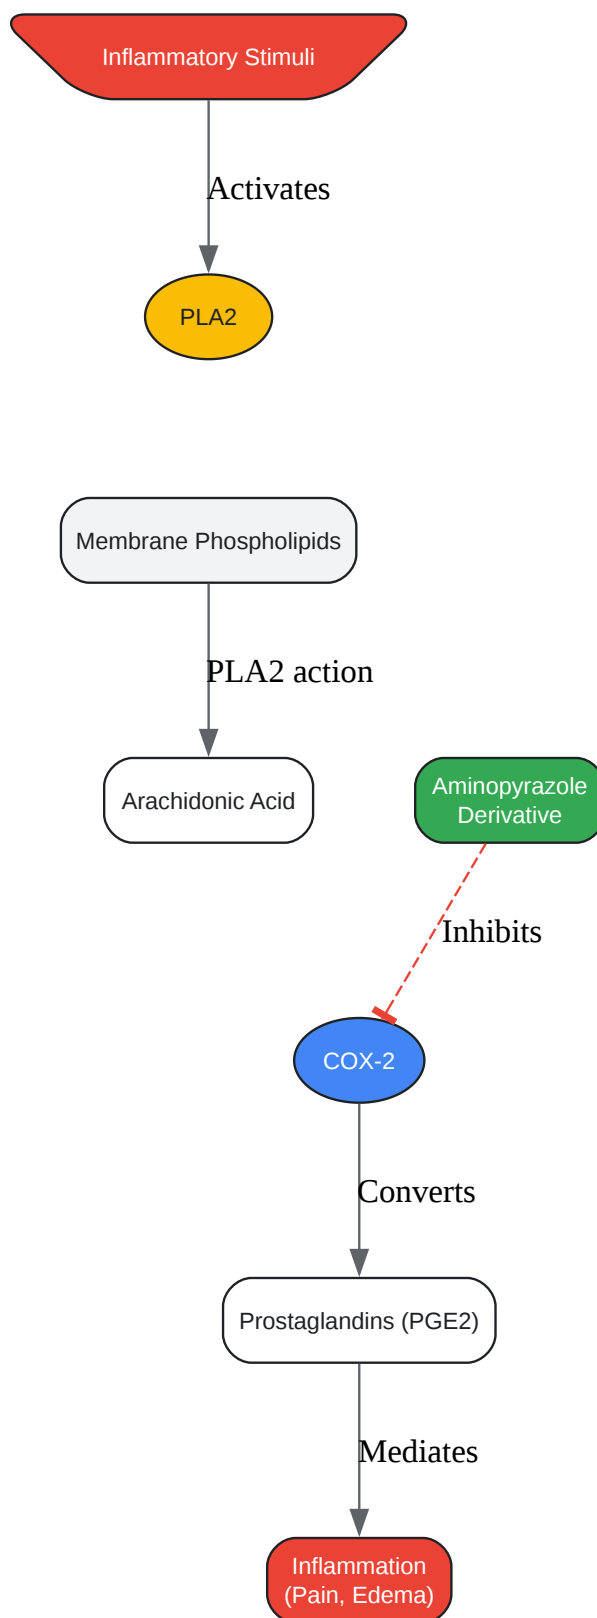 Inflammatory Stimuli
Activates
PLA2
Membrane Phospholipids
PLA2 action
Arachidonic Acid
Aminopyrazole
Derivative
Inhibits
COX-2
Converts
Prostaglandins (PGE2)
Mediates
Inflammation
(Pain, Edema)